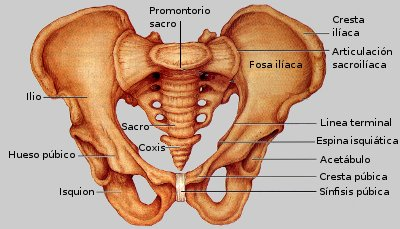 Promontorio
sacro
Cresta
ilíaca
Articulación
sacroilíaca
Fosa ilíaca
Ilio
Sacro
Linea terminal
Coxis
Espina isquiática
Hueso púbico
Acetábulo
Cresta púbica
Isquion
Sínfisis púbica